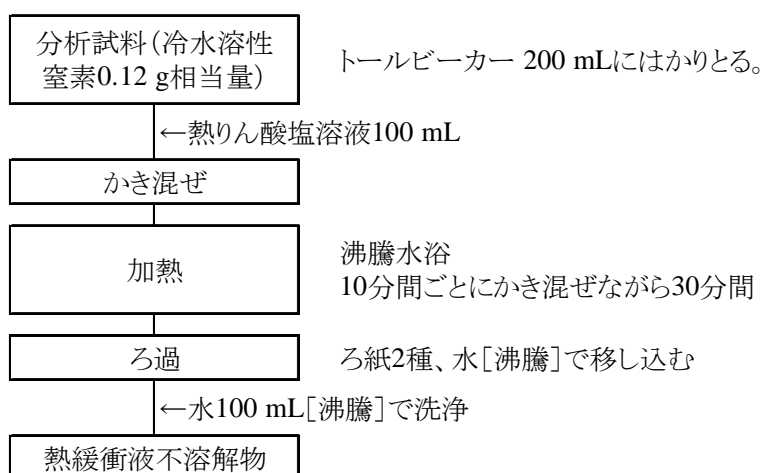 分析試料(冷水溶性
窒素0.12 g相当量)
トールビーカー 200 mLにはかりとる。
←熱りん酸塩溶液100 mL
かき混ぜ
加熱
沸騰水浴
10分間ごとにかき混ぜながら30分間
ろ過
ろ紙2種、水[沸騰]で移し込む
←水100 mL[沸騰]で洗浄
熱緩衝液不溶解物